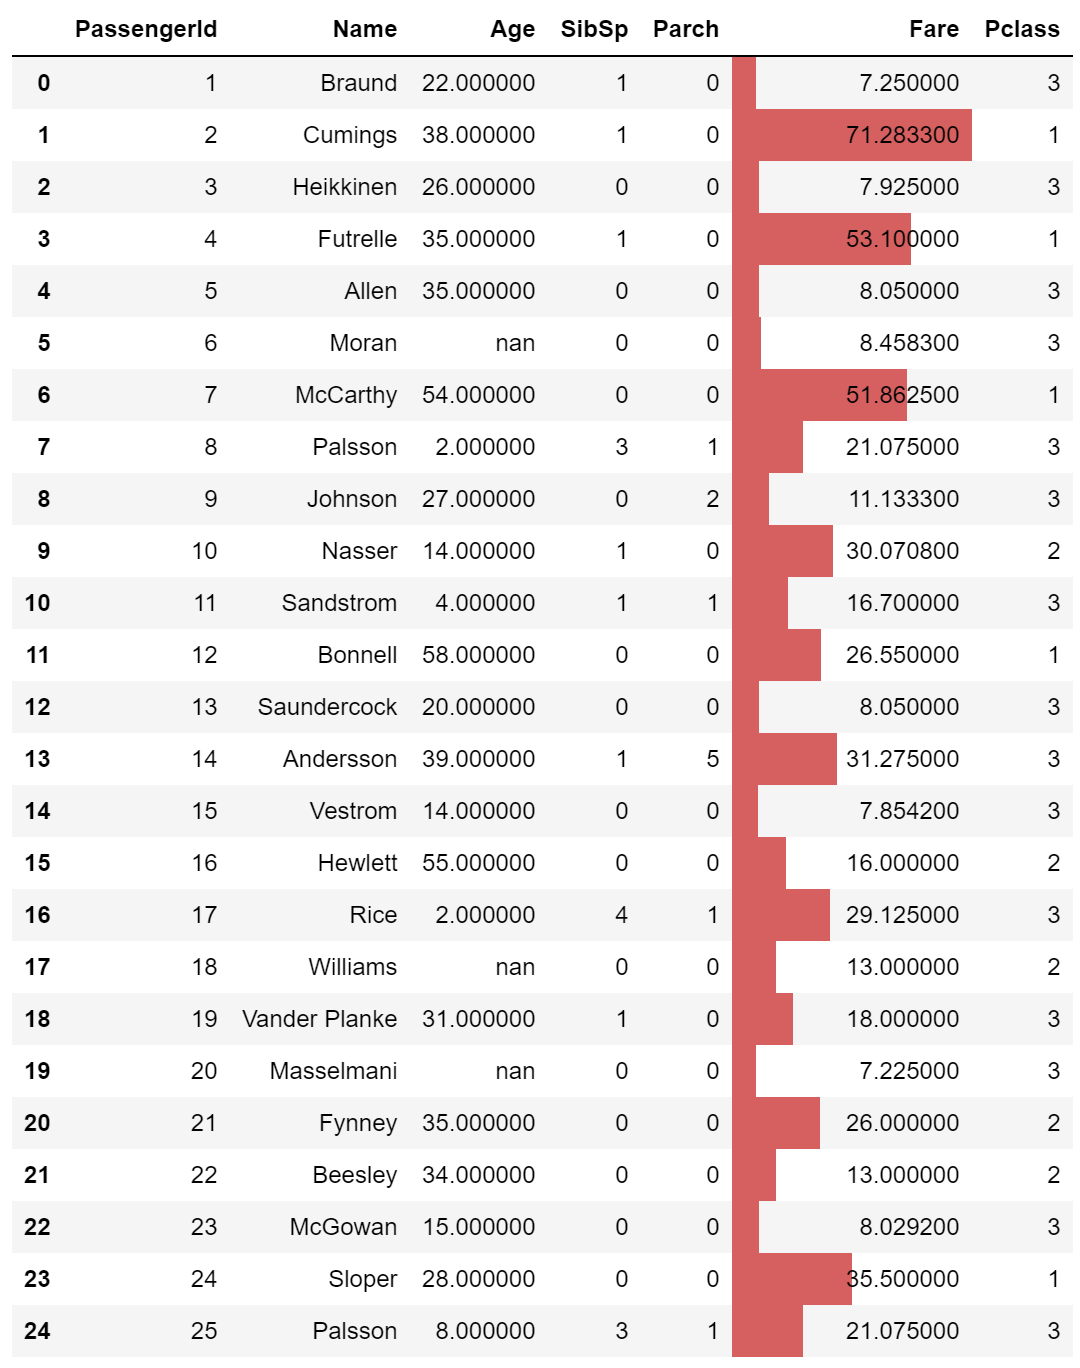 PassengerId Name Age SibSp Parch Fare Pclass
0 1 Braund 22.000000 1 0 7.250000 3
1 2 Cumings 38.000000 1 0 71.283300 1
2 3 Heikkinen 26.000000 0 0 7.925000 3
3 4 Futrelle 35.000000 1 0 53.100000 1
4 5 Allen 35.000000 0 0 8.050000 3
5 6 Moran nan 0 0 8.458300 3
6 7 McCarthy 54.000000 0 0 51.862500 1
7 8 Palsson 2.000000 3 1 21.075000 3
8 9 Johnson 27.000000 0 2 11.133300 3
9 10 Nasser 14.000000 1 0 30.070800 2
10 11 Sandstrom 4.000000 1 1 16.700000 3
11 12 Bonnell 58.000000 0 0 26.550000 1
12 13 Saundercock 20.000000 0 0 8.050000 3
13 14 Andersson 39.000000 1 5 31.275000 3
14 15 Vestrom 14.000000 0 0 7.854200 3
15 16 Hewlett 55.000000 0 0 16.000000 2
16 17 Rice 2.000000 4 1 29.125000 3
17 18 Williams nan 0 0 13.000000 2
18 19 Vander Planke 31.000000 1 0 18.000000 3
19 20 Masselmani nan 0 0 7.225000 3
20 21 Fynney 35.000000 0 0 26.000000 2
21 22 Beesley 34.000000 0 0 13.000000 2
22 23 McGowan 15.000000 0 0 8.029200 3
23 24 Sloper 28.000000 0 0 35.500000 1
24 25 Palsson 8.000000 3 1 21.075000 3